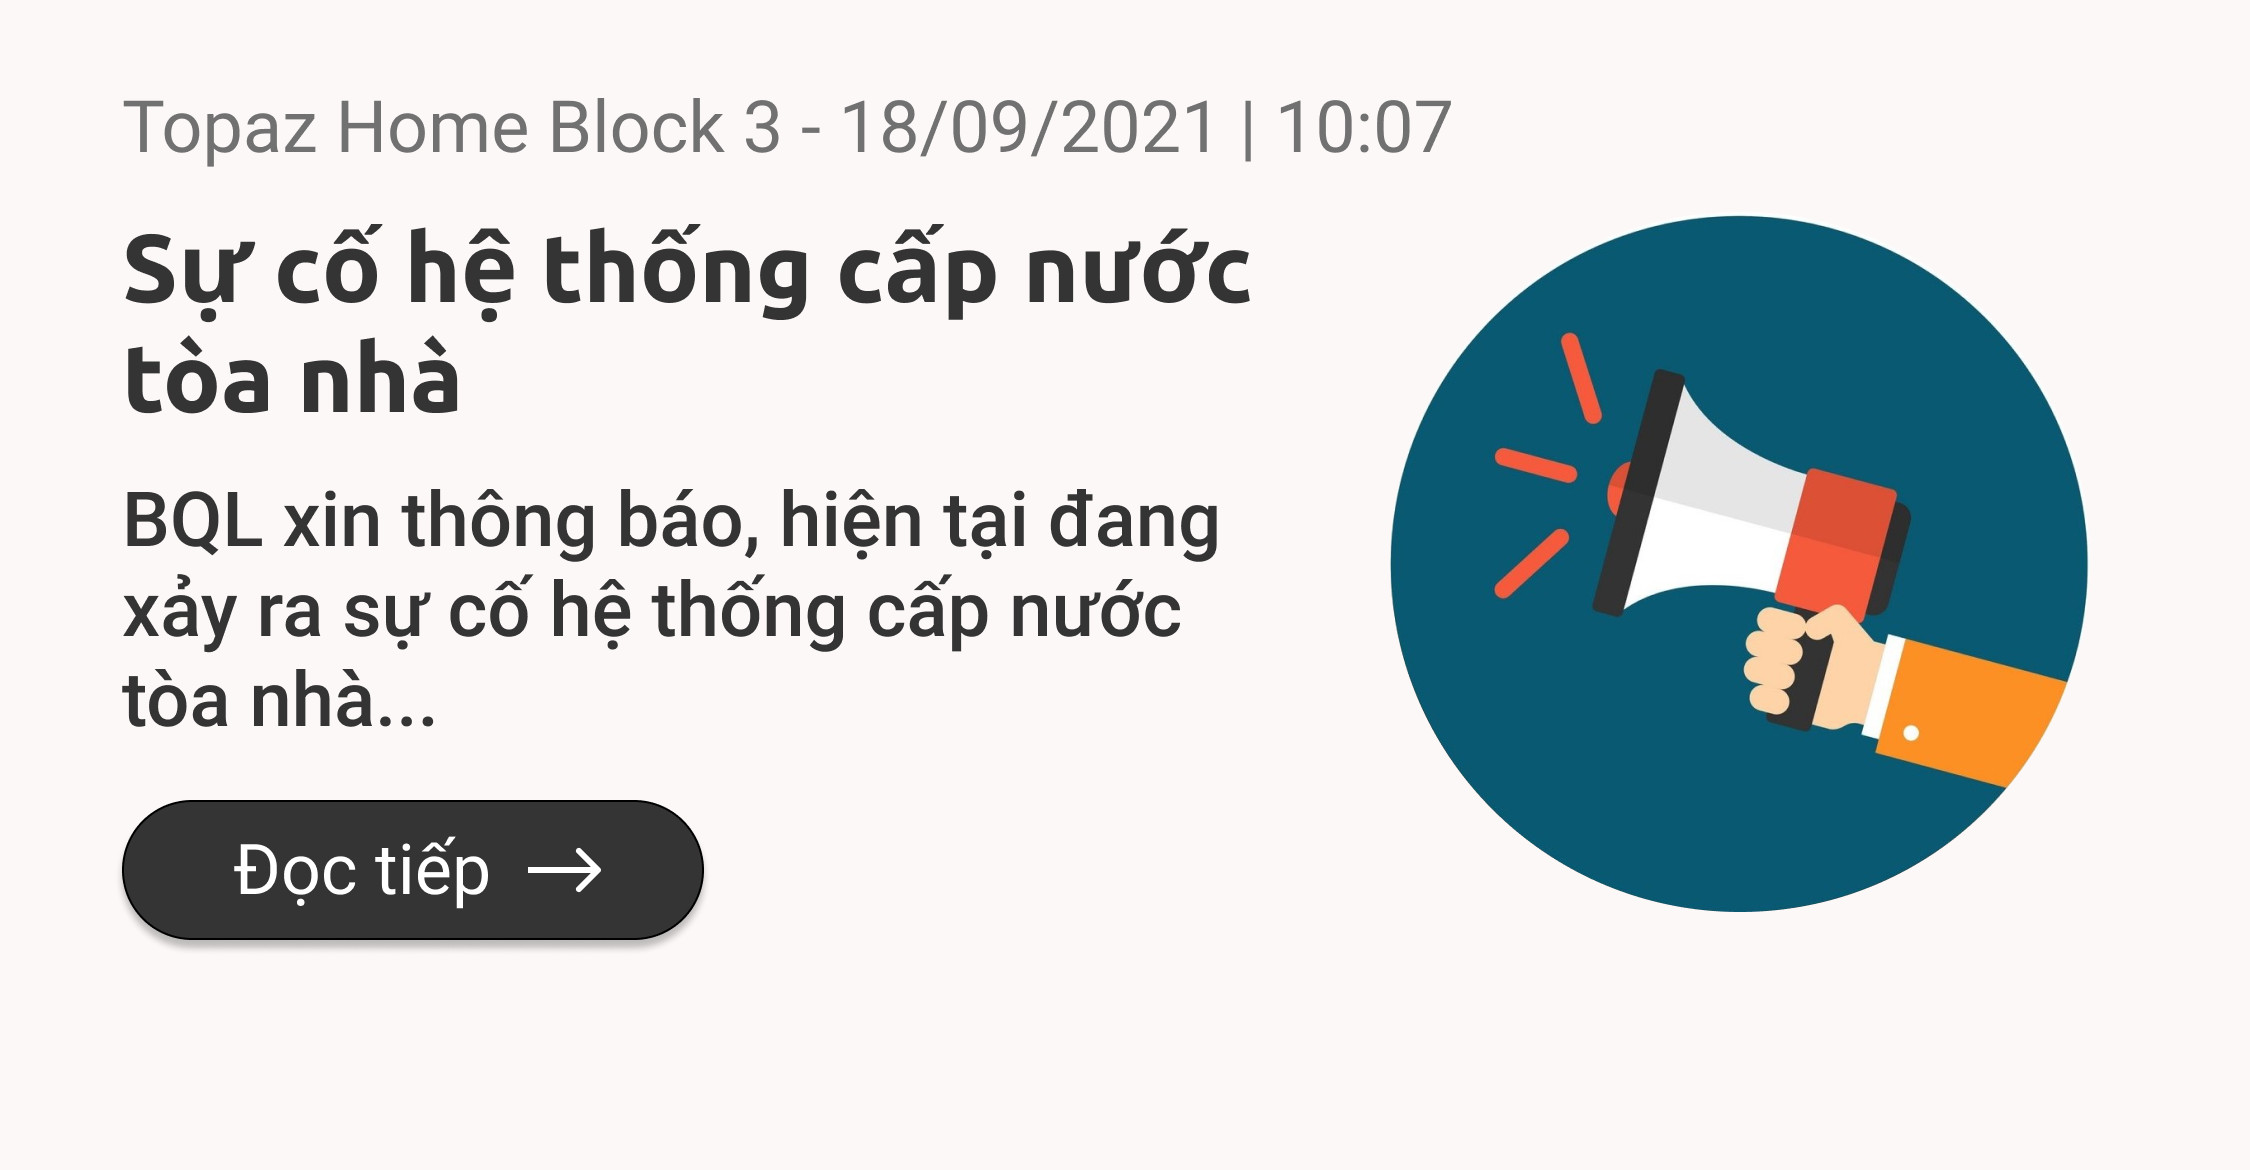 Topaz Home Block 3 - 18/09/2021 | 10:07
Sự cố hệ thống cấp nước
tòa nhà
BQL xin thông báo, hiện tại đang
xảy ra sự cố hệ thống cấp nước
tòa nhà...
Đọc tiếp →